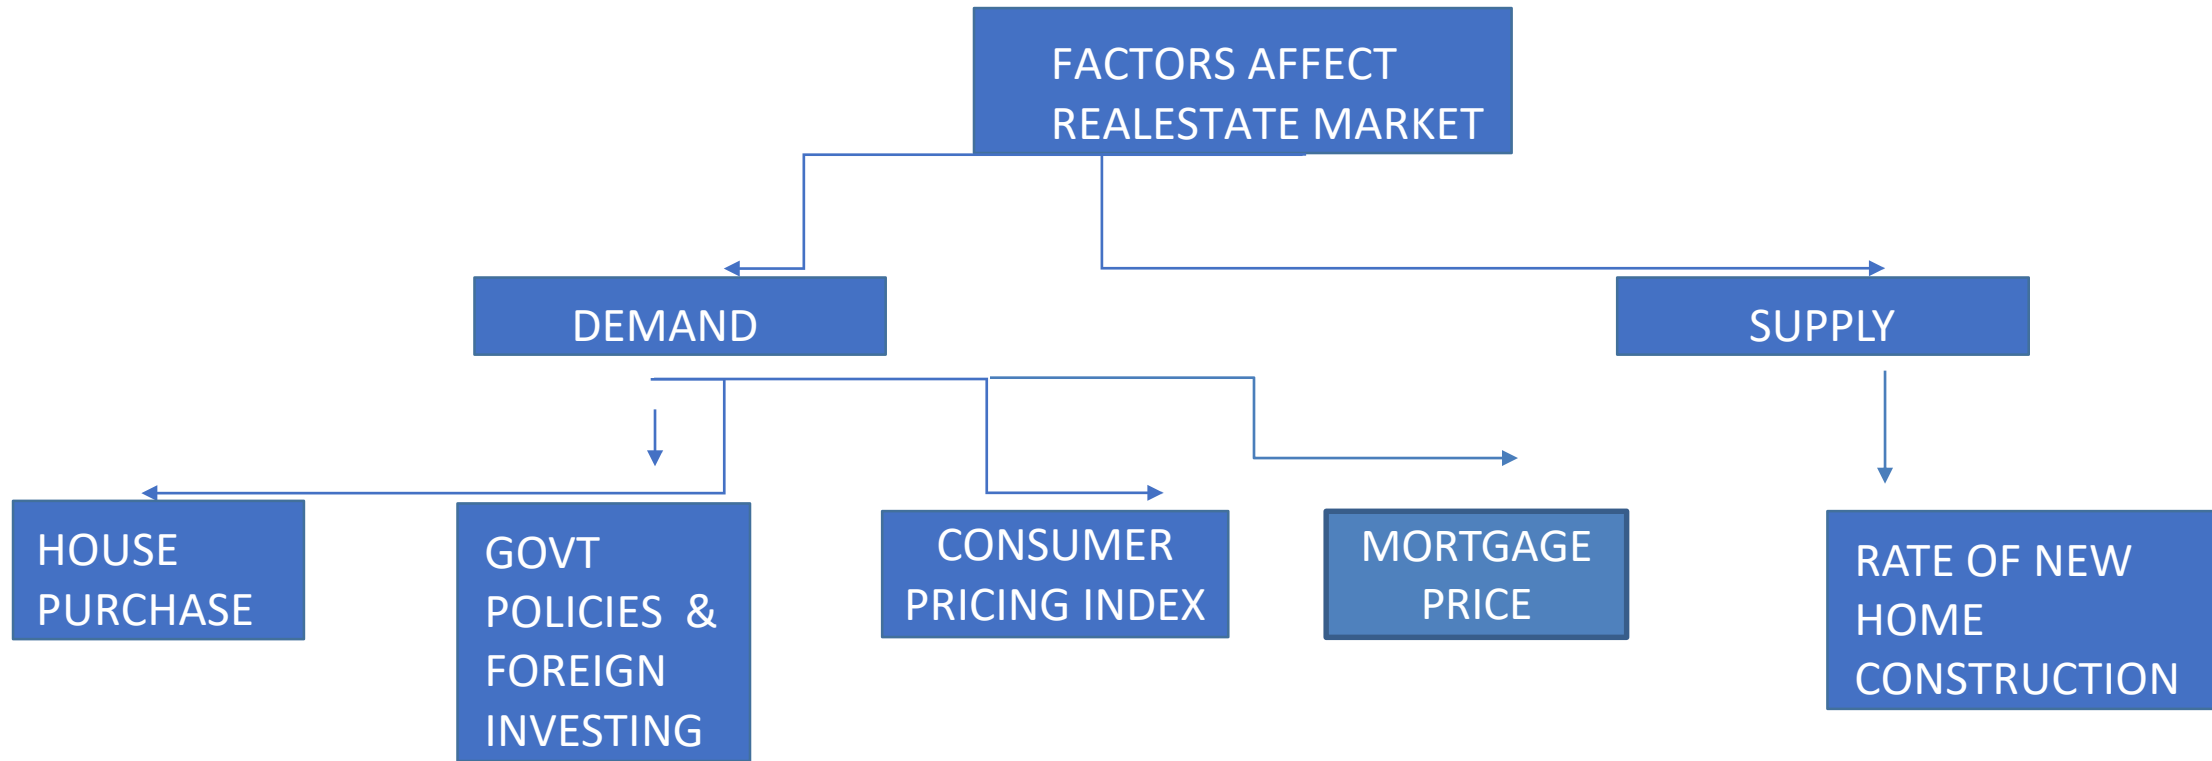 FACTORS AFFECT
REALESTATE MARKET
DEMAND
SUPPLY
HOUSE
PURCHASE
GOVT
POLICIES &
FOREIGN
INVESTING
CONSUMER
PRICING INDEX
MORTGAGE
PRICE
RATE OF NEW
HOME
CONSTRUCTION